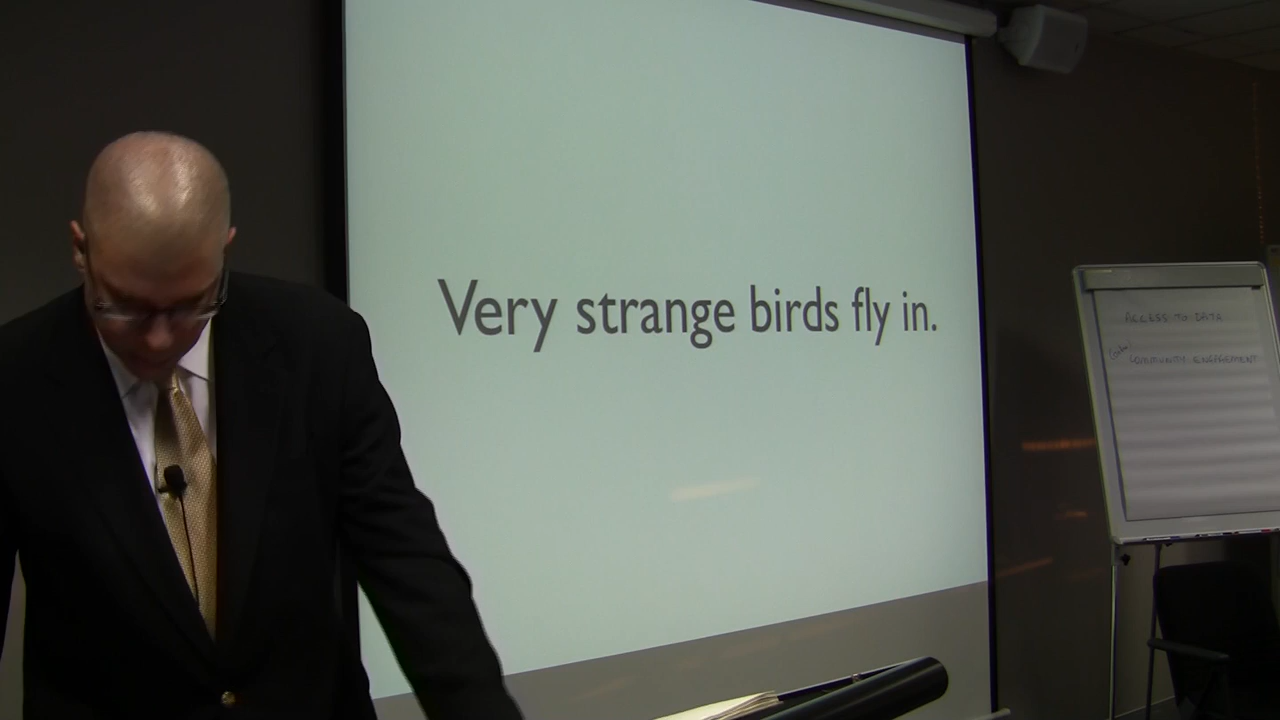 Very strange birds fly in.
ACCESS TO DATA
COMMUNITY ENGAGEMENT